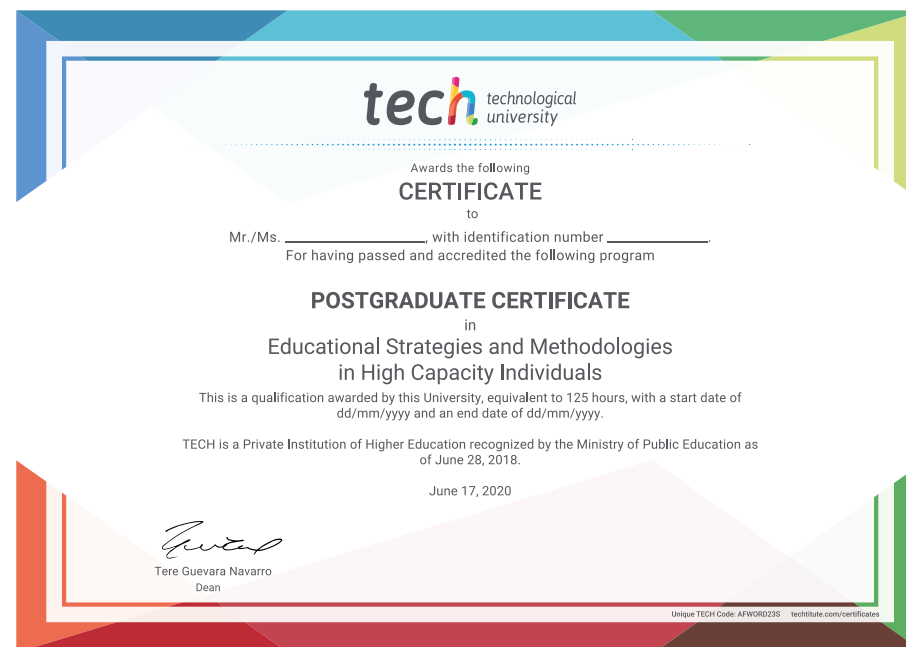 tech technological
university
Awards the following
CERTIFICATE
to
Mr./Ms. ____________________, with identification number ______________.
For having passed and accredited the following program
POSTGRADUATE CERTIFICATE
in
Educational Strategies and Methodologies
in High Capacity Individuals
This is a qualification awarded by this University, equivalent to 125 hours, with a start date of
dd/mm/yyyy and an end date of dd/mm/yyyy.
TECH is a Private Institution of Higher Education recognized by the Ministry of Public Education as
of June 28, 2018.
June 17, 2020
Tere Guevara Navarro
Dean
Unique TECH Code: AFWORD23S techtitute.com/certificates